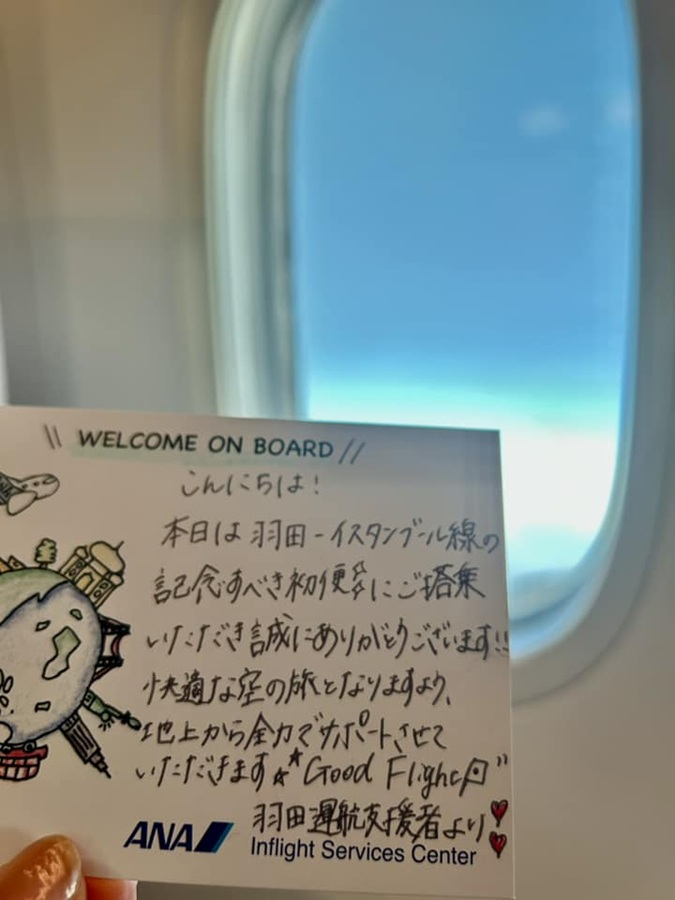 \\ WELCOME ON BOARD //
こんにちは!
本日は羽田-イスタンブール線の
記念すべき初便にご搭乗
いただき誠にありがとうございます!!
快適な空の旅となりますよう、
地上から全力でサポートさせて
いただきます "Good Flight"
羽田運航支援者より
ANA Inflight Services Center